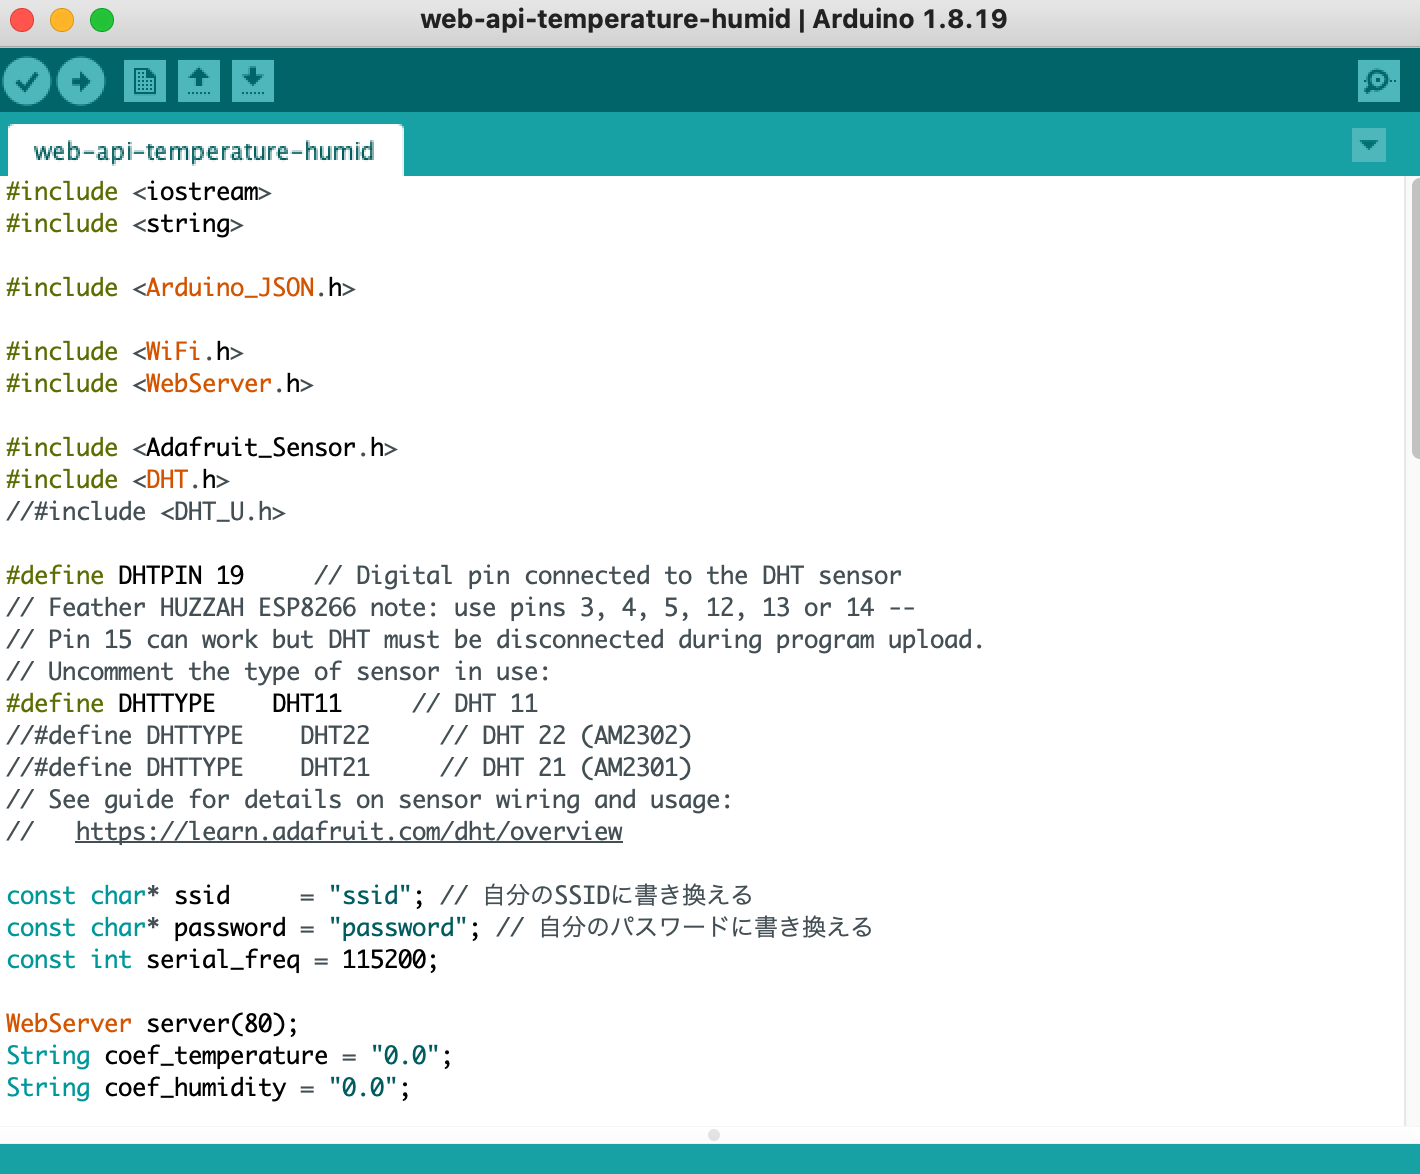 web-api-temperature-humid | Arduino 1.8.19
web-api-temperature-humid
#include <iostream>
#include <string>
#include <Arduino_JSON.h>
#include <WiFi.h>
#include <WebServer.h>
#include <Adafruit_Sensor.h>
#include <DHT.h>
//#include <DHT_U.h>
#define DHTPIN 19     // Digital pin connected to the DHT sensor
// Feather HUZZAH ESP8266 note: use pins 3, 4, 5, 12, 13 or 14 --
// Pin 15 can work but DHT must be disconnected during program upload.
// Uncomment the type of sensor in use:
#define DHTTYPE    DHT11     // DHT 11
//#define DHTTYPE    DHT22     // DHT 22 (AM2302)
//#define DHTTYPE    DHT21     // DHT 21 (AM2301)
// See guide for details on sensor wiring and usage:
//   https://learn.adafruit.com/dht/overview
const char* ssid     = "ssid"; // 自分のSSIDに書き換える
const char* password = "password"; // 自分のパスワードに書き換える
const int serial_freq = 115200;
WebServer server(80);
String coef_temperature = "0.0";
String coef_humidity = "0.0";